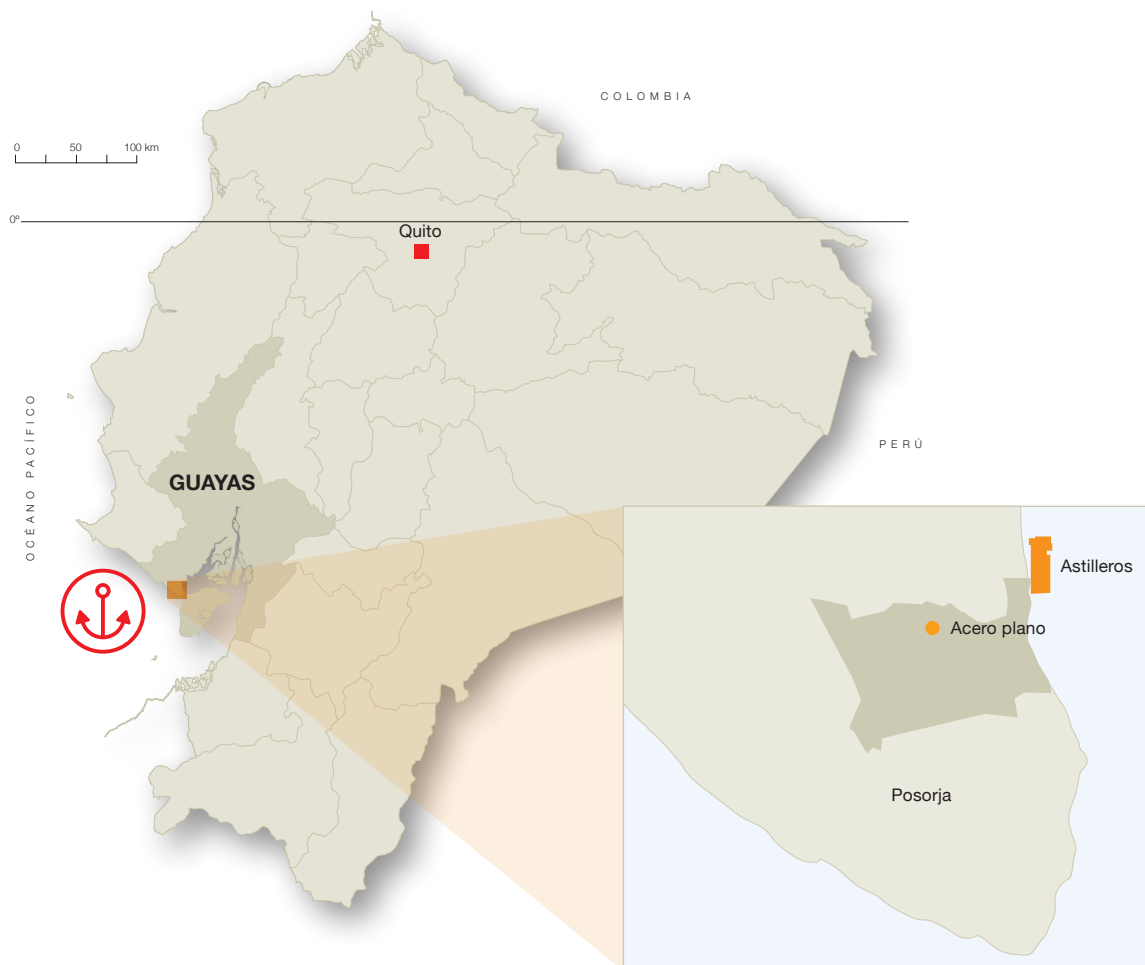 COLOMBIA
0 50 100 km
0º
Quito
OCÉANO PACÍFICO
PERÚ
GUAYAS
Astilleros
Acero plano
Posorja